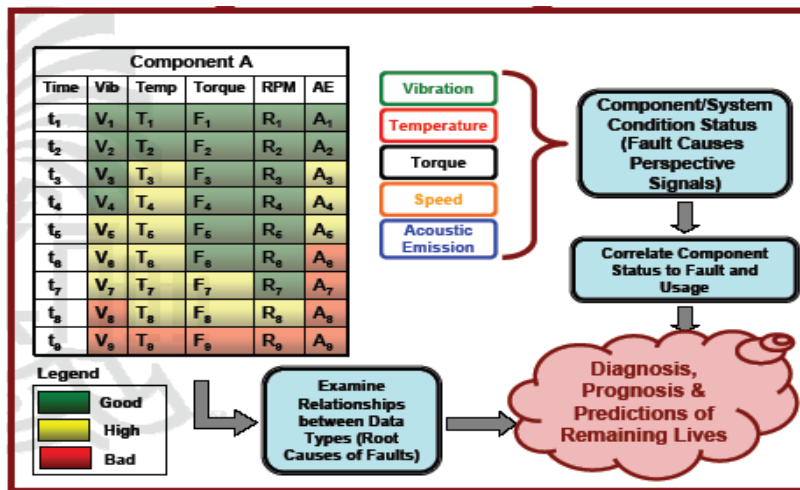 Component A
Time Vib Temp Torque RPM AE
t₁ V₁ T₁ F₁ R₁ A₁
t₂ V₂ T₂ F₂ R₂ A₂
t₃ V₃ T₃ F₃ R₃ A₃
t₄ V₄ T₄ F₄ R₄ A₄
t₅ V₅ T₅ F₅ R₅ A₅
t₆ V₆ T₆ F₆ R₆ A₆
t₇ V₇ T₇ F₇ R₇ A₇
t₈ V₈ T₈ F₈ R₈ A₈
t₉ V₉ T₉ F₉ R₉ A₉
Legend
Good
High
Bad
Vibration
Temperature
Torque
Speed
Acoustic
Emission
Component/System
Condition Status
(Fault Causes
Perspective
Signals)
Correlate Component
Status to Fault and
Usage
Examine
Relationships
between Data
Types (Root
Causes of Faults)
Diagnosis,
Prognosis &
Predictions of
Remaining Lives